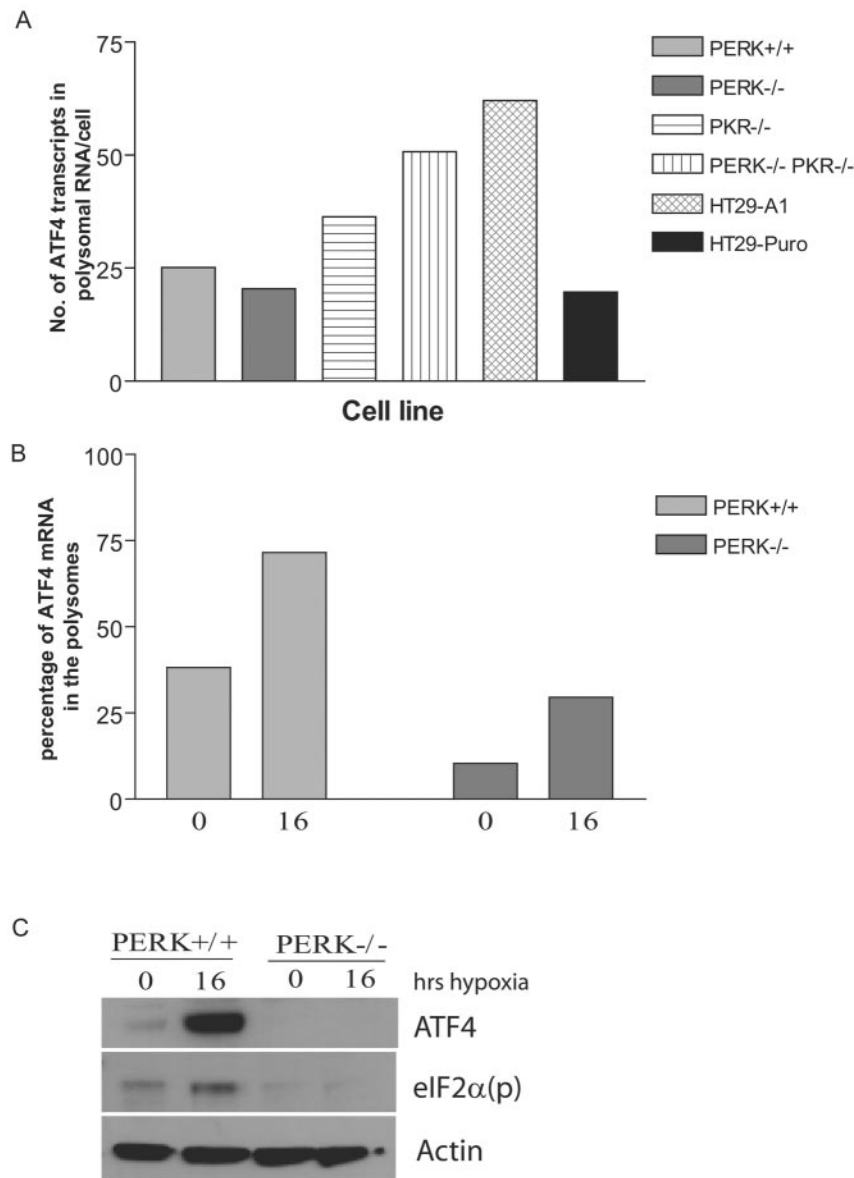 A
No. of ATF4 transcripts in
polysomal RNA/cell
75
50
25
0
Cell line
PERK+/+
PERK-/-
PKR-/-
PERK-/- PKR-/-
HT29-A1
HT29-Puro
B
percentage of ATF4 mRNA
in the polysomes
100
75
50
25
0
0 16 0 16
PERK+/+
PERK-/-
C
PERK+/+ PERK-/-
0 16 0 16 hrs hypoxia
ATF4
eIF2α(p)
Actin